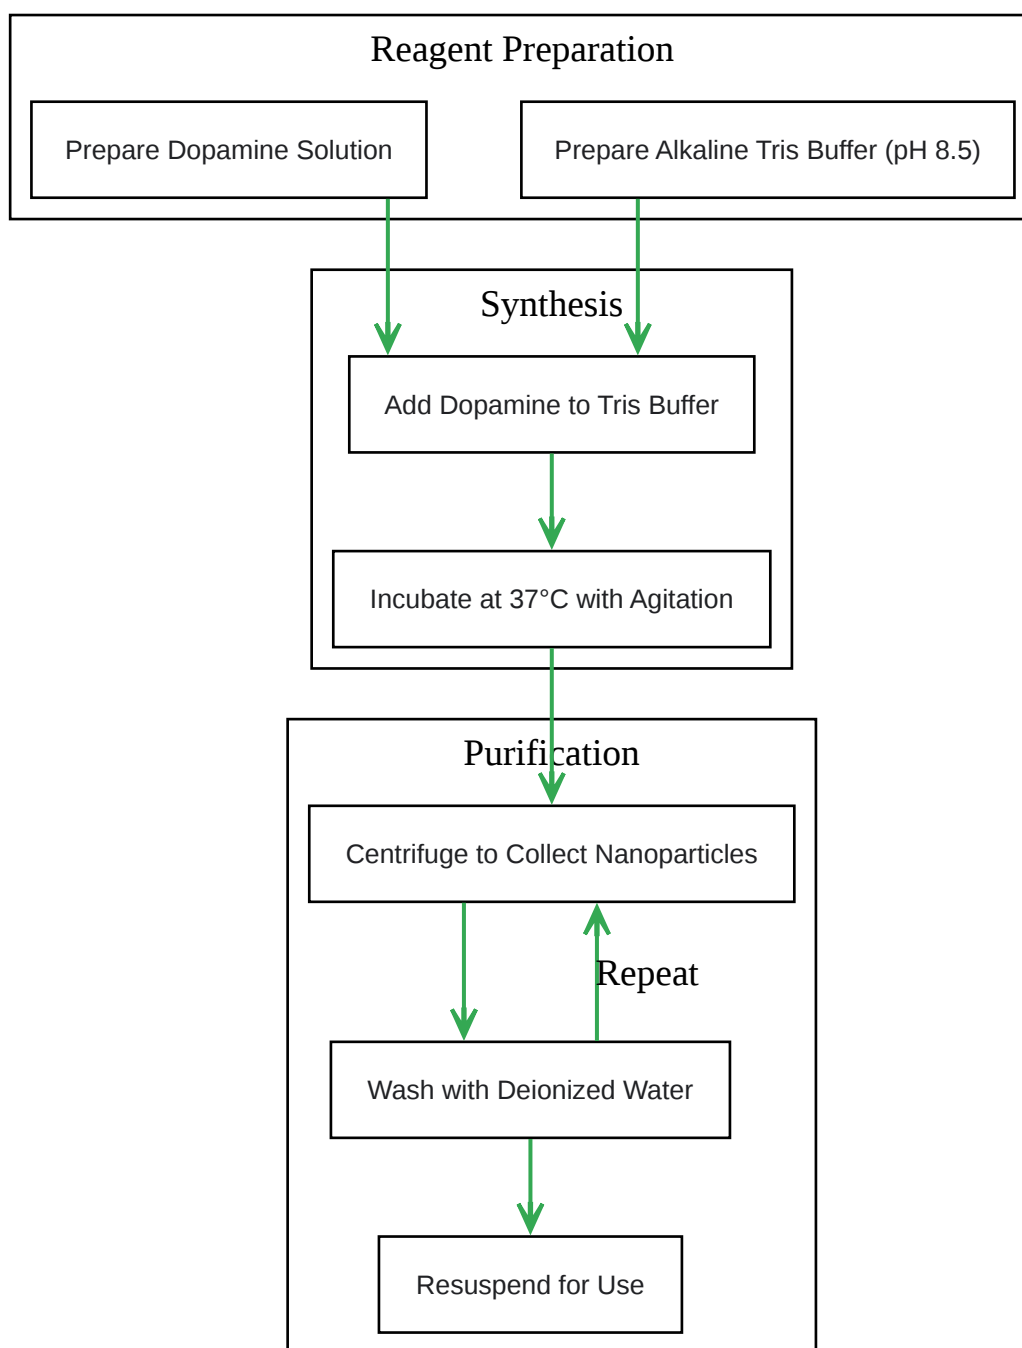 Reagent Preparation
Prepare Dopamine Solution
Prepare Alkaline Tris Buffer (pH 8.5)
Synthesis
Add Dopamine to Tris Buffer
Incubate at 37°C with Agitation
Purification
Centrifuge to Collect Nanoparticles
Repeat
Wash with Deionized Water
Resuspend for Use